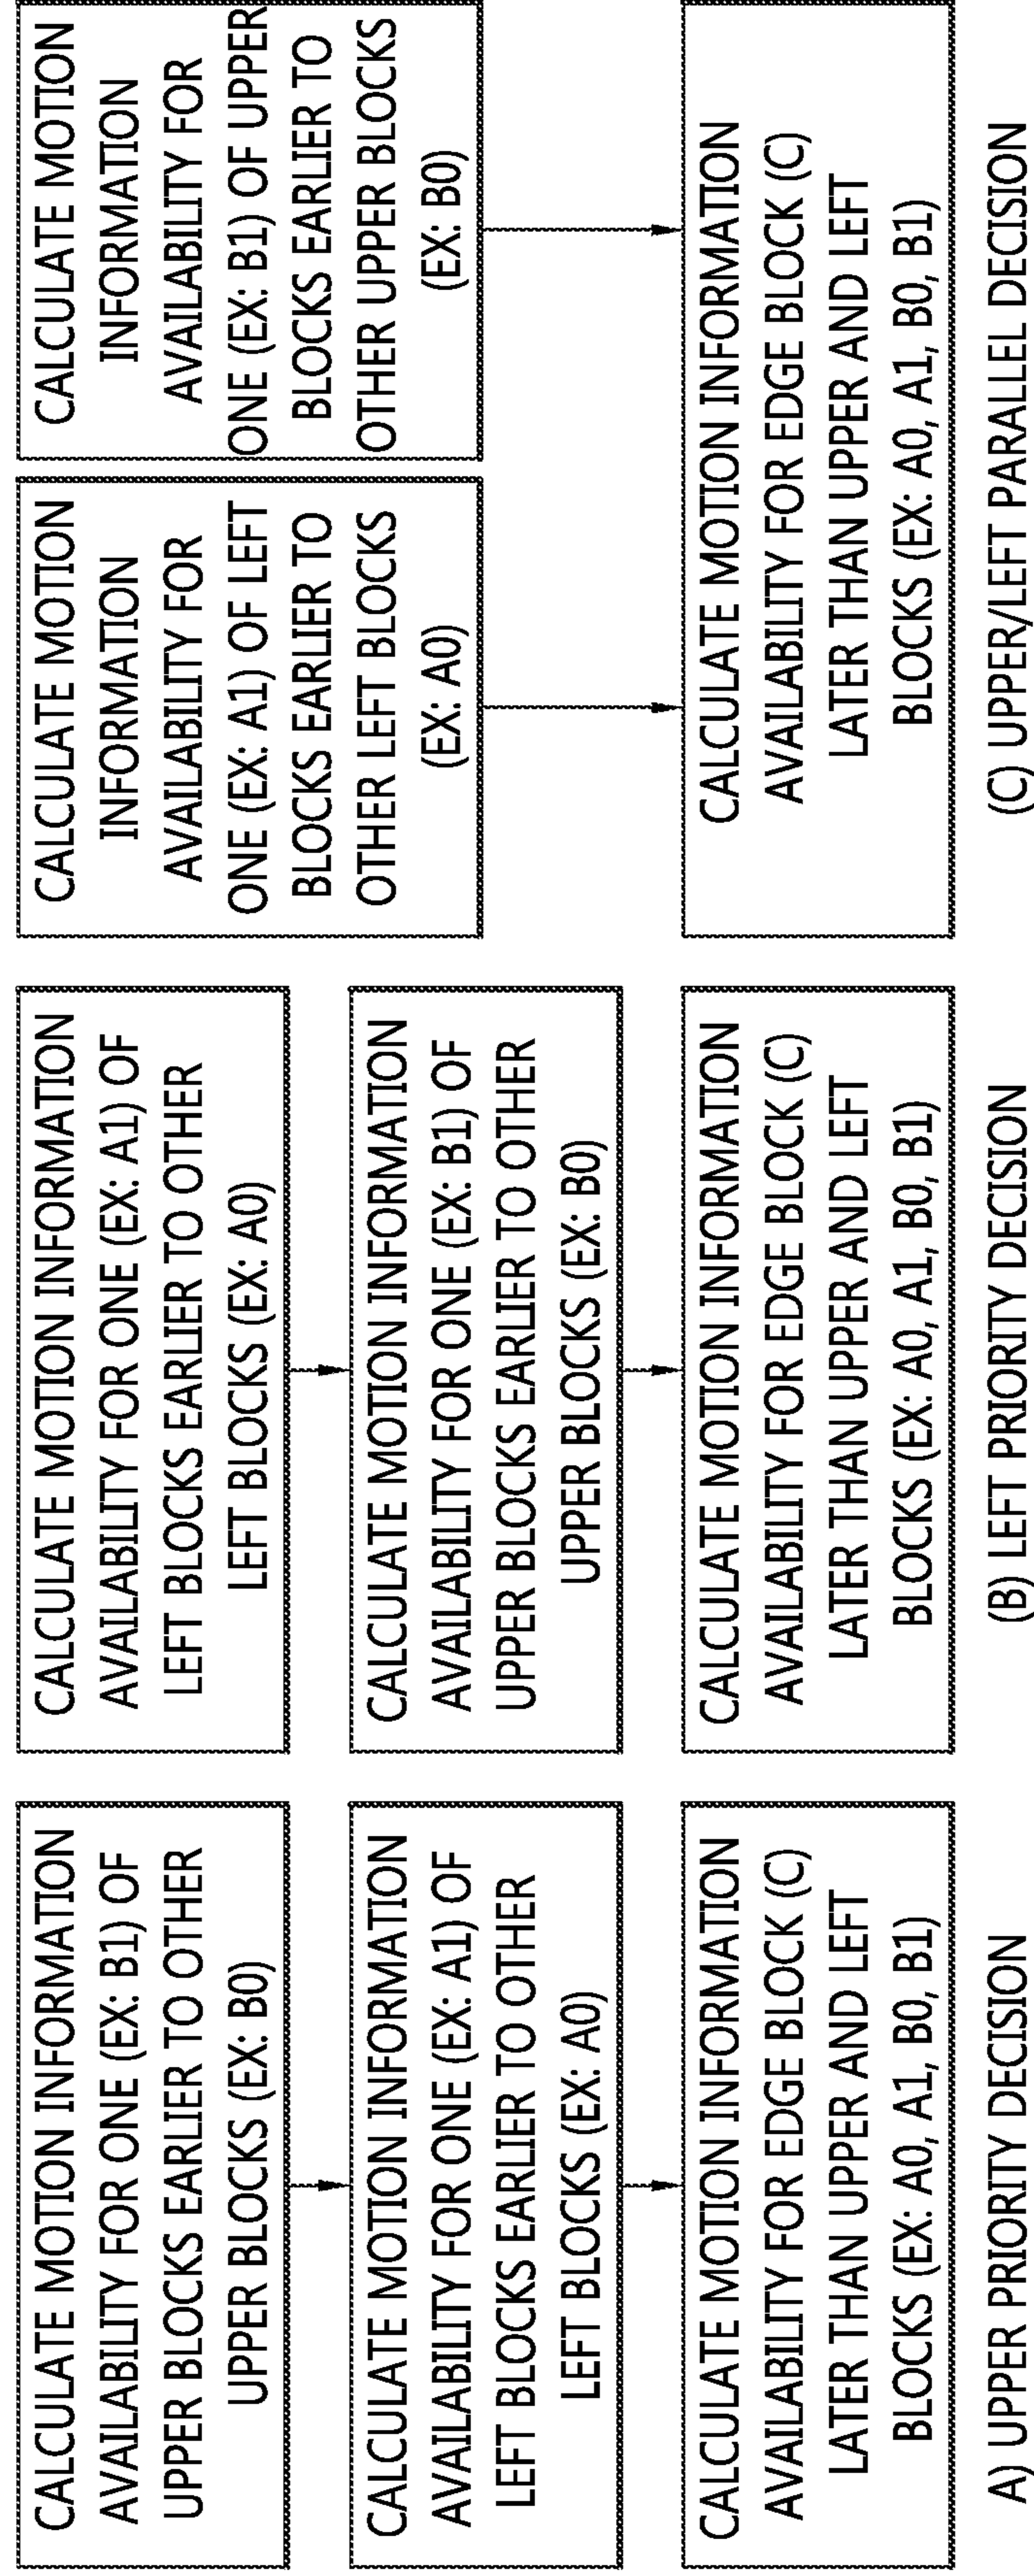 CALCULATE MOTION INFORMATION
AVAILABILITY FOR ONE (EX: B1) OF
UPPER BLOCKS EARLIER TO OTHER
UPPER BLOCKS (EX: B0)
CALCULATE MOTION INFORMATION
AVAILABILITY FOR ONE (EX: A1) OF
LEFT BLOCKS EARLIER TO OTHER
LEFT BLOCKS (EX: A0)
CALCULATE MOTION INFORMATION
AVAILABILITY FOR EDGE BLOCK (C)
LATER THAN UPPER AND LEFT
BLOCKS (EX: A0, A1, B0, B1)
A) UPPER PRIORITY DECISION
CALCULATE MOTION INFORMATION
AVAILABILITY FOR ONE (EX: A1) OF
LEFT BLOCKS EARLIER TO OTHER
LEFT BLOCKS (EX: A0)
CALCULATE MOTION INFORMATION
AVAILABILITY FOR ONE (EX: B1) OF
UPPER BLOCKS EARLIER TO OTHER
UPPER BLOCKS (EX: B0)
CALCULATE MOTION INFORMATION
AVAILABILITY FOR EDGE BLOCK (C)
LATER THAN UPPER AND LEFT
BLOCKS (EX: A0, A1, B0, B1)
(B) LEFT PRIORITY DECISION
CALCULATE MOTION
INFORMATION
AVAILABILITY FOR
ONE (EX: A1) OF LEFT
BLOCKS EARLIER TO
OTHER LEFT BLOCKS
(EX: A0)
CALCULATE MOTION
INFORMATION
AVAILABILITY FOR
ONE (EX: B1) OF UPPER
BLOCKS EARLIER TO
OTHER UPPER BLOCKS
(EX: B0)
CALCULATE MOTION INFORMATION
AVAILABILITY FOR EDGE BLOCK (C)
LATER THAN UPPER AND LEFT
BLOCKS (EX: A0, A1, B0, B1)
(C) UPPER/LEFT PARALLEL DECISION